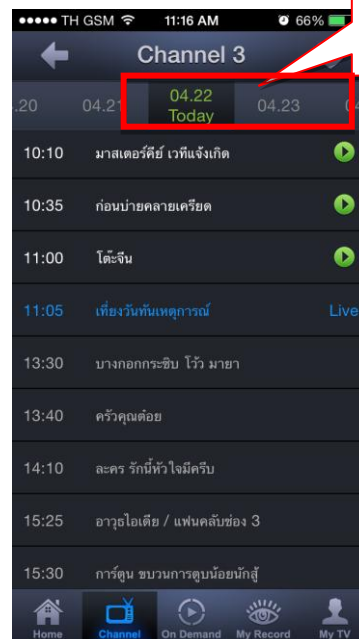 TH GSM 11:16 AM 66%
Channel 3
.20 04.21 04.22 04.23 04
Today
10:10 มาสเตอร์คีย์ เวทีแจ้งเกิด
10:35 ก่อนบ่ายคลายเครียด
11:00 โต๊ะจีน
11:05 เที่ยงวันทันเหตุการณ์ Live
13:30 บางกอกกระซิบ โว้ว มายา
13:40 ครัวคุณต๋อย
14:10 ละคร รักนี้หัวใจมีครีบ
15:25 อาวุธไอเดีย / แฟนคลับช่อง 3
15:30 การ์ตูน ขบวนการตูบน้อยนักสู้
Home Channel On Demand My Record My TV